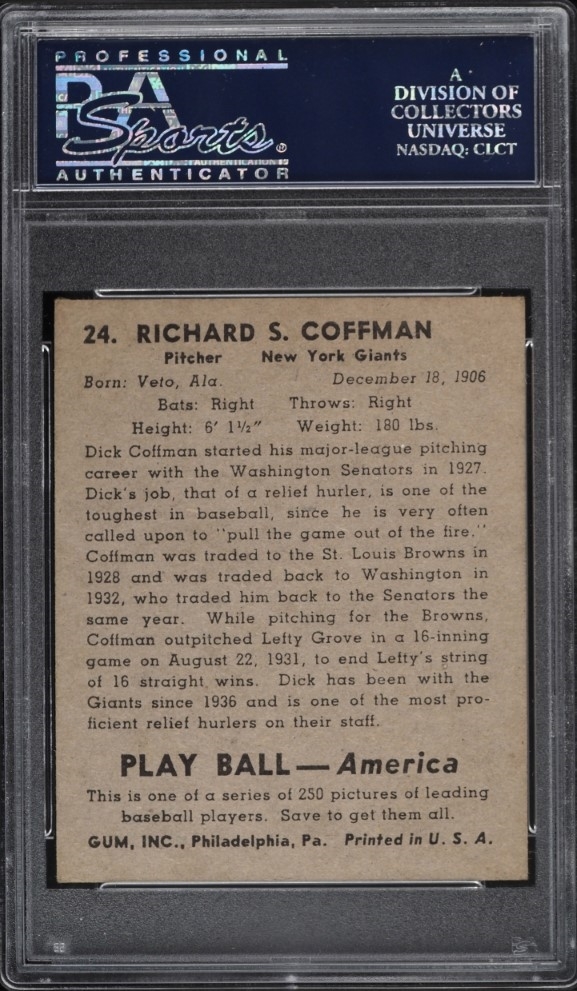 PROFESSIONAL
PSA
Sports®
AUTHENTICATOR
A
DIVISION OF
COLLECTORS
UNIVERSE
NASDAQ: CLCT
24. RICHARD S. COFFMAN
Pitcher New York Giants
Born: Veto, Ala. December 18, 1906
Bats: Right Throws: Right
Height: 6' 1½" Weight: 180 lbs.
Dick Coffman started his major-league pitching
career with the Washington Senators in 1927.
Dick's job, that of a relief hurler, is one of the
toughest in baseball, since he is very often
called upon to "pull the game out of the fire."
Coffman was traded to the St. Louis Browns in
1928 and was traded back to Washington in
1932, who traded him back to the Senators the
same year. While pitching for the Browns,
Coffman outpitched Lefty Grove in a 16-inning
game on August 22, 1931, to end Lefty's string
of 16 straight wins. Dick has been with the
Giants since 1936 and is one of the most pro-
ficient relief hurlers on their staff.
PLAY BALL—America
This is one of a series of 250 pictures of leading
baseball players. Save to get them all.
GUM, INC., Philadelphia, Pa. Printed in U. S. A.